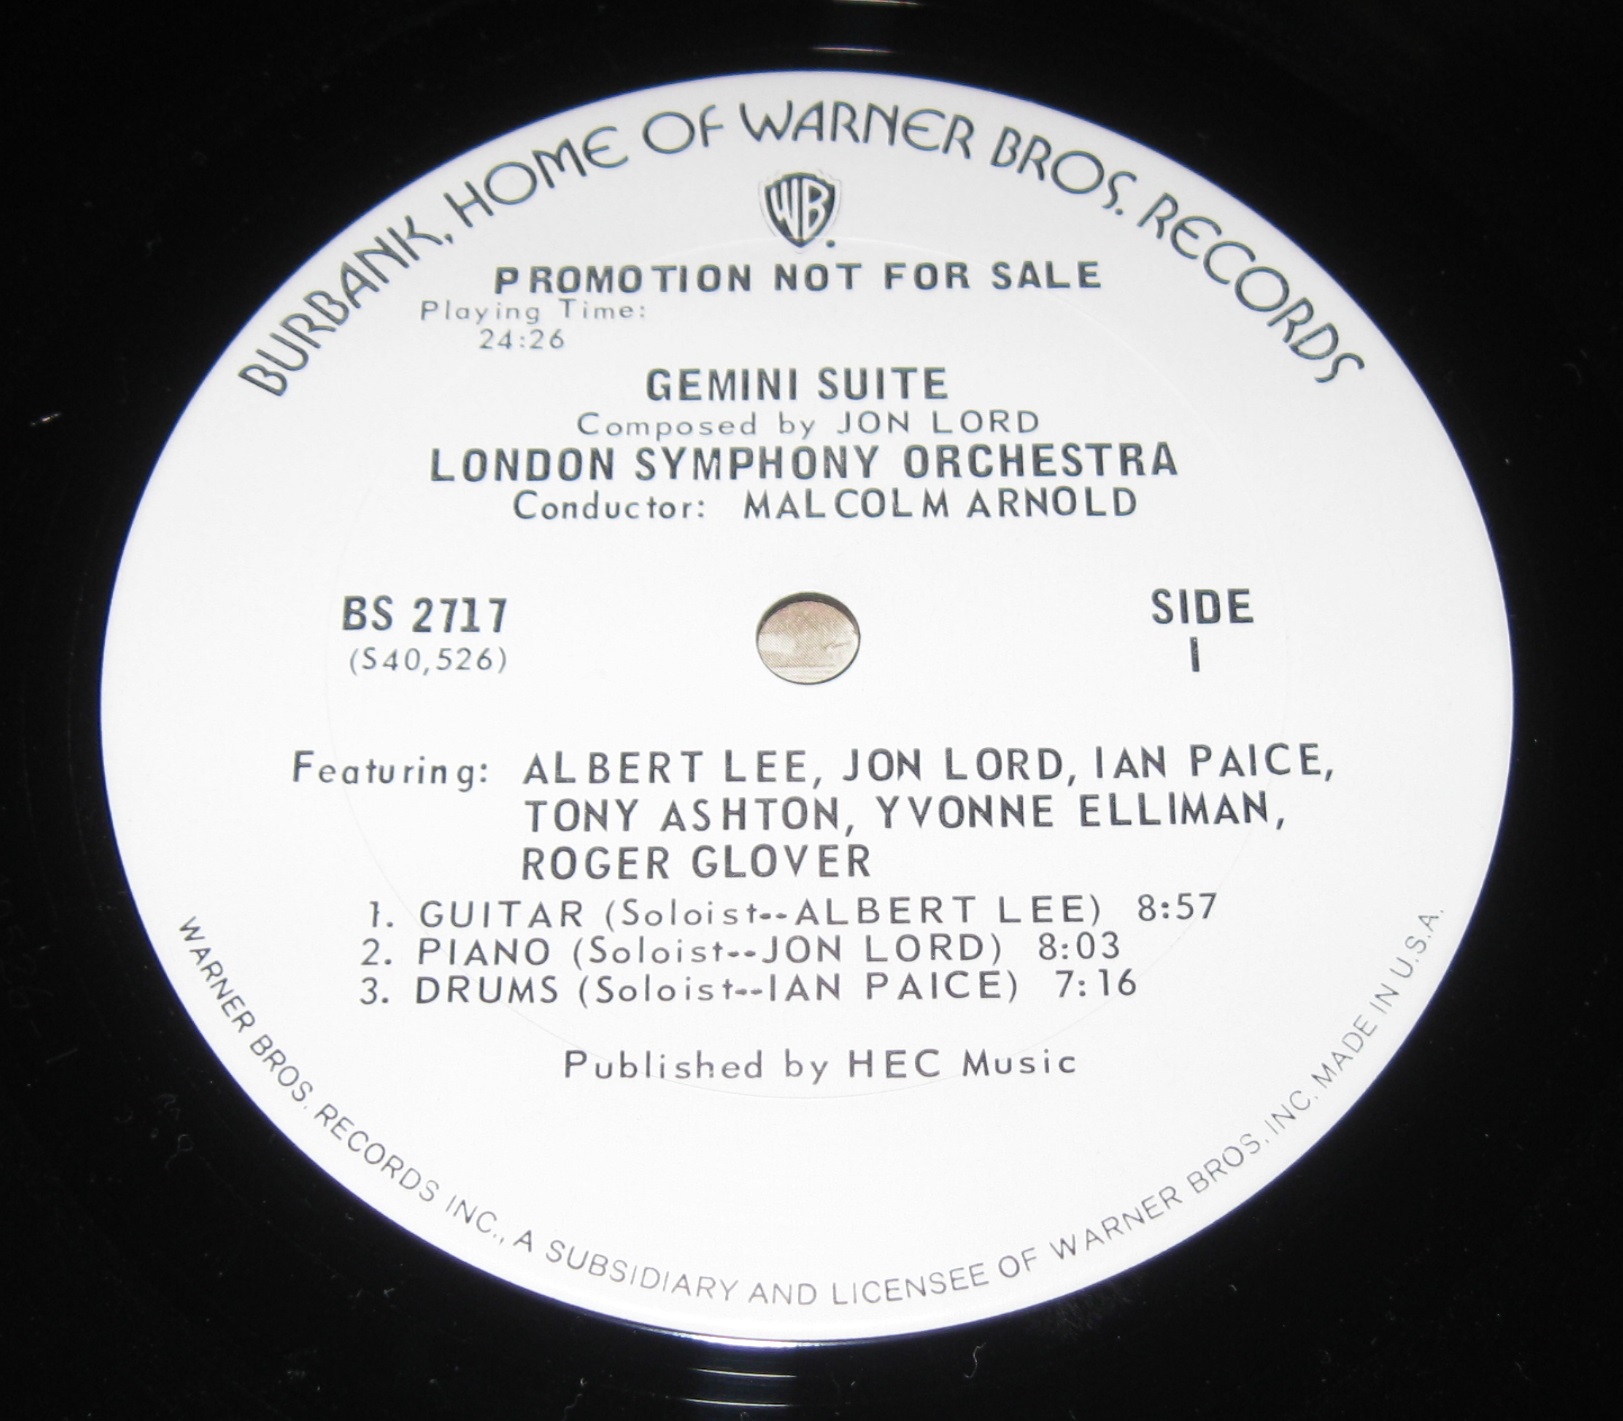 BURBANK, HOME OF WARNER BROS. RECORDS
WB
PROMOTION NOT FOR SALE
Playing Time:
24:26
GEMINI SUITE
Composed by JON LORD
LONDON SYMPHONY ORCHESTRA
Conductor: MALCOLM ARNOLD
BS 2717
(S40,526)
SIDE
1
Featuring: ALBERT LEE, JON LORD, IAN PAICE,
TONY ASHTON, YVONNE ELLIMAN,
ROGER GLOVER
1. GUITAR (Soloist--ALBERT LEE) 8:57
2. PIANO (Soloist--JON LORD) 8:03
3. DRUMS (Soloist--IAN PAICE) 7:16
Published by HEC Music
WARNER BROS. RECORDS INC., A SUBSIDIARY AND LICENSEE OF WARNER BROS. INC. MADE IN U.S.A.